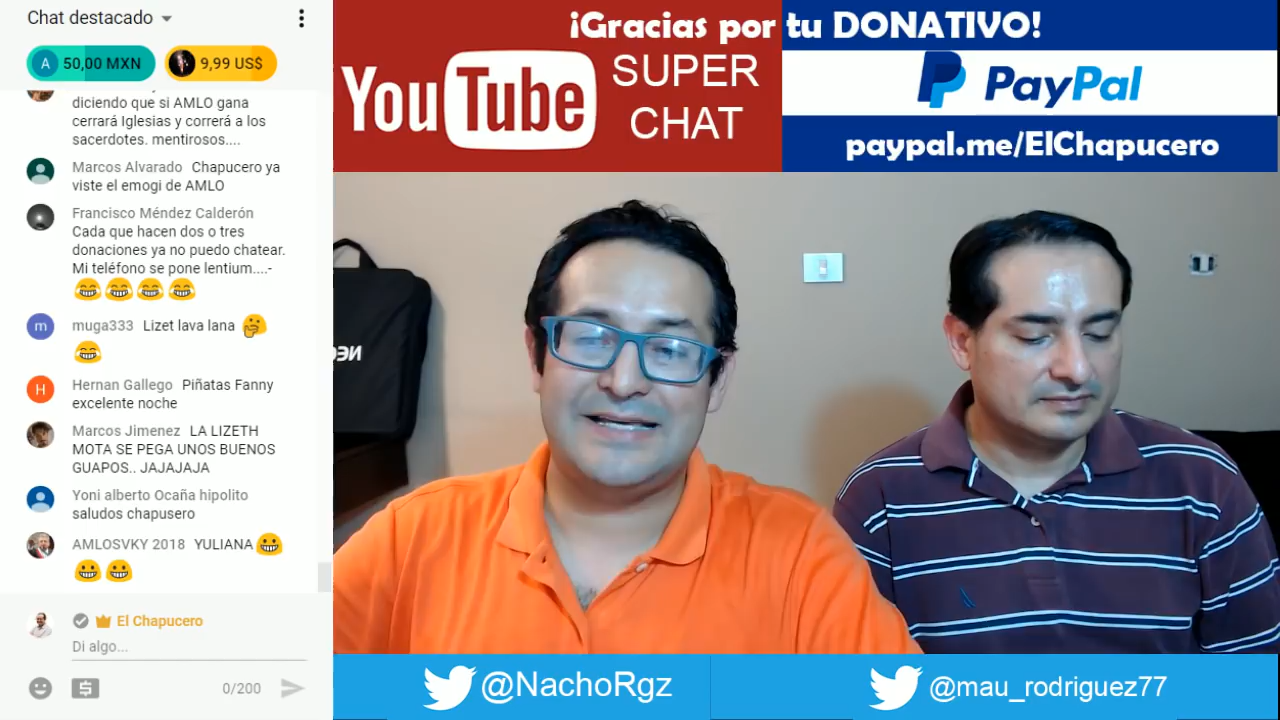 Chat destacado
A 50,00 MXN 9,99 US$
diciendo que si AMLO gana
cerrará Iglesias y correrá a los
sacerdotes. mentirosos....
Marcos Alvarado Chapucero ya
viste el emogi de AMLO
Francisco Méndez Calderón
Cada que hacen dos o tres
donaciones ya no puedo chatear.
Mi teléfono se pone lentium....-
😂😂😂😂
m muga333 Lizet lava lana 🤔
😂
H Hernan Gallego Piñatas Fanny
excelente noche
Marcos Jimenez LA LIZETH
MOTA SE PEGA UNOS BUENOS
GUAPOS.. JAJAJAJA
Yoni alberto Ocaña hipolito
saludos chapusero
AMLOSVKY 2018 YULIANA😀
😀😀
El Chapucero
Di algo...
0/200
¡Gracias por tu DONATIVO!
YouTube
SUPER
CHAT
PayPal
paypal.me/ElChapucero
@NachoRgz
@mau_rodriguez77